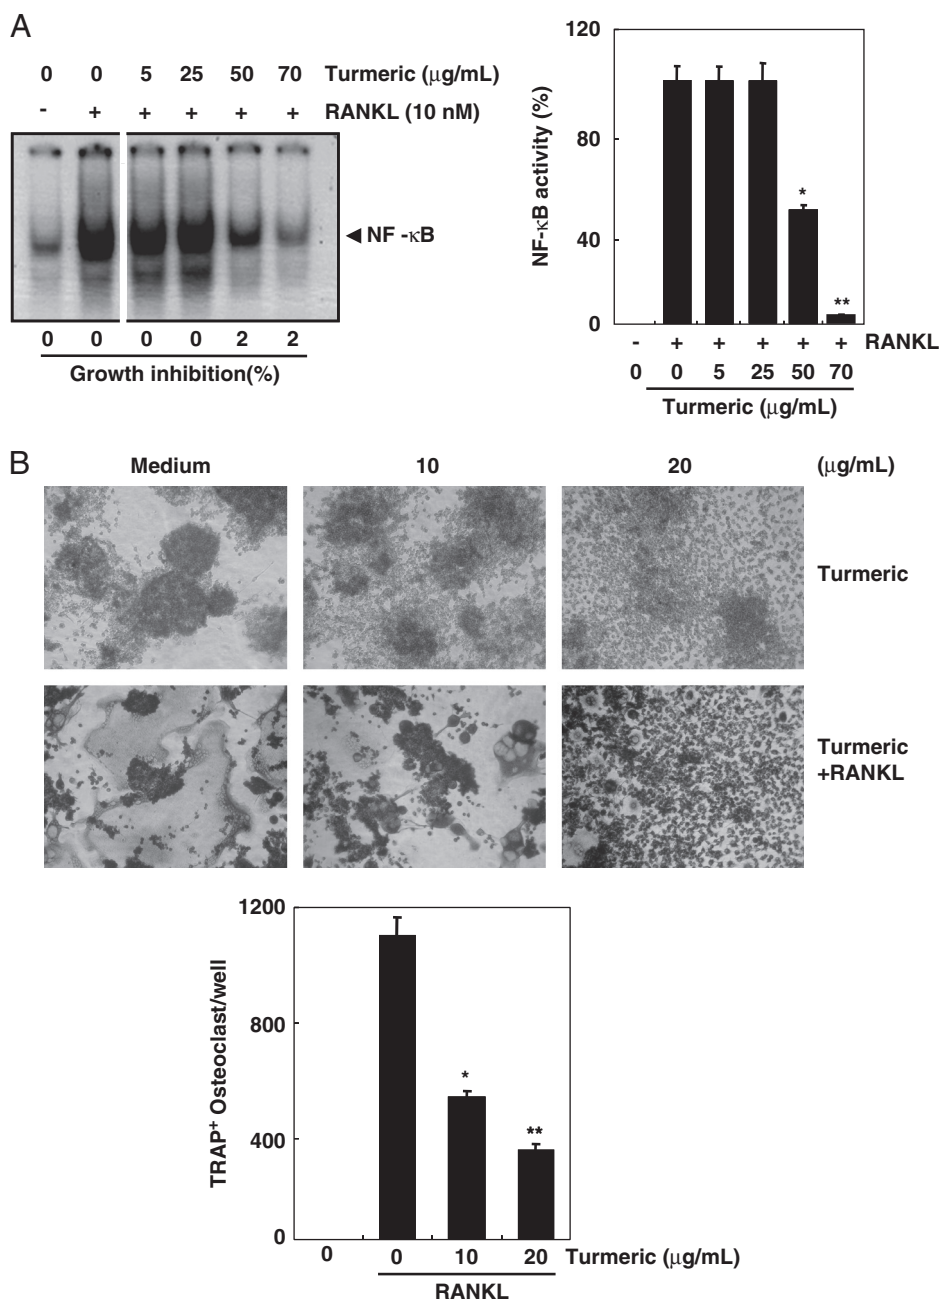 A
0 0 5 25 50 70 Turmeric (μg/mL)
- + + + + + RANKL (10 nM)
◄ NF -κB
0 0 0 0 2 2
Growth inhibition(%)
120
80
40
0
NF-κB activity (%)
*
**
- + + + + + RANKL
0 0 5 25 50 70
Turmeric (μg/mL)
B
Medium 10 20 (μg/mL)
Turmeric
Turmeric
+RANKL
1200
800
400
0
TRAP+ Osteoclast/well
*
**
0 0 10 20 Turmeric (μg/mL)
RANKL